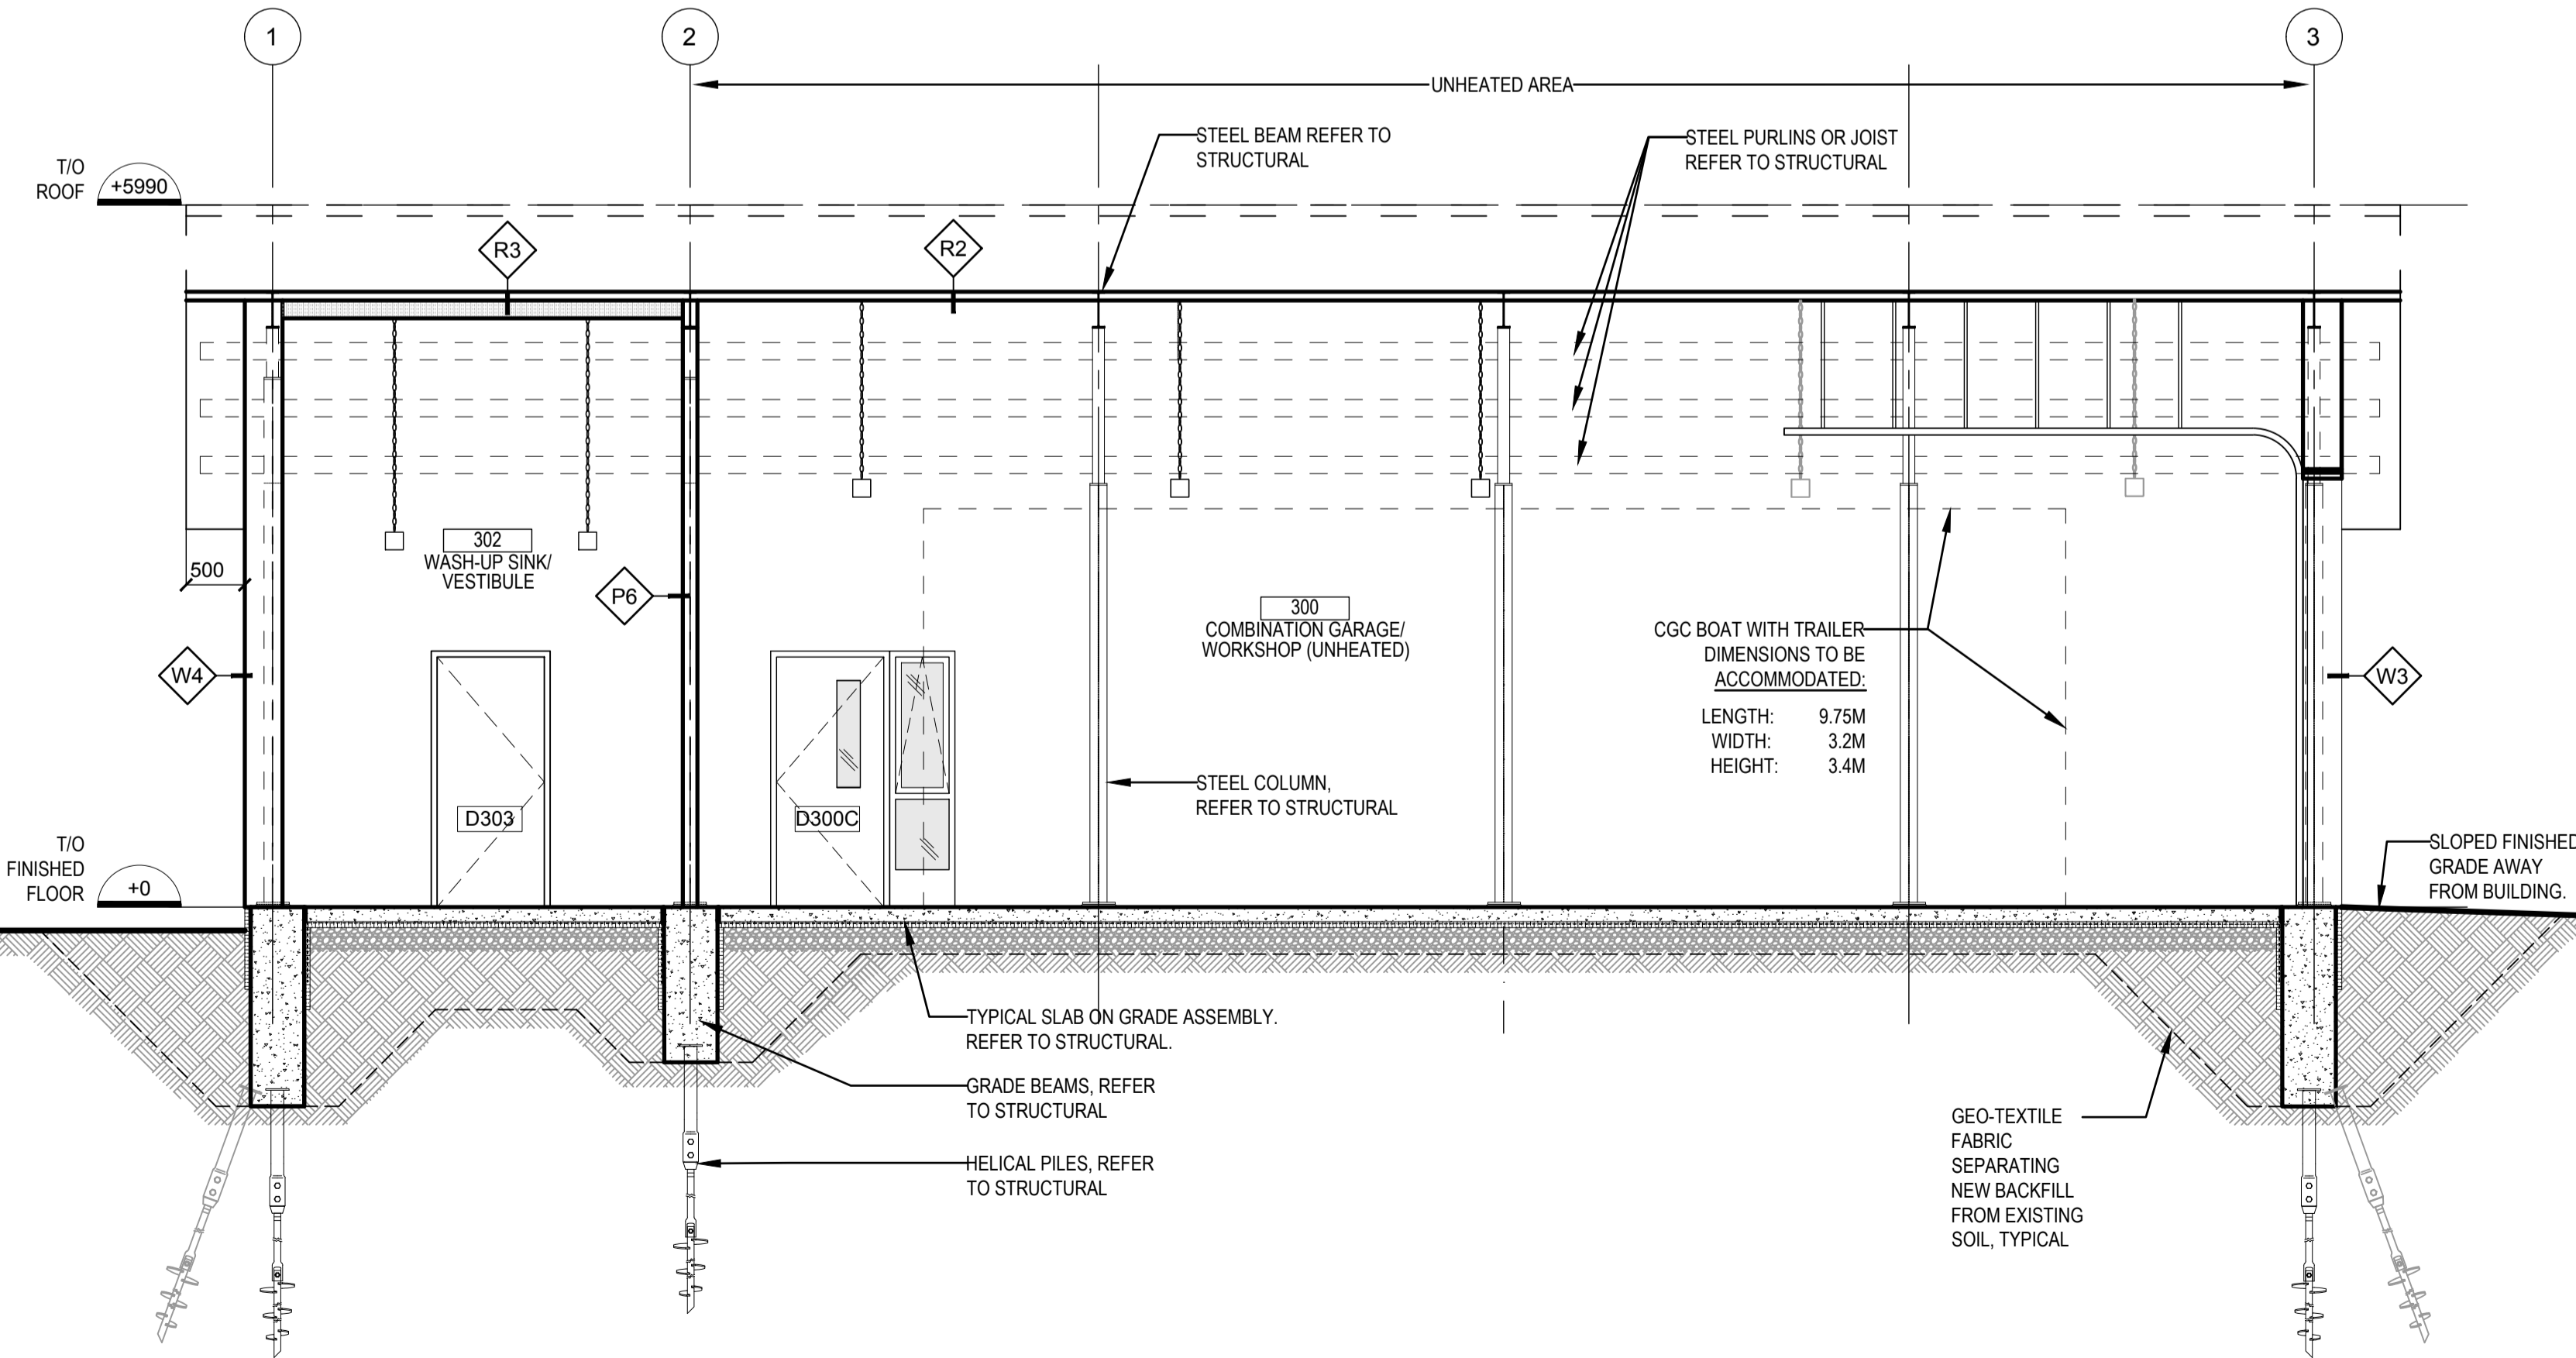 1
2
3
UNHEATED AREA
STEEL BEAM REFER TO
STRUCTURAL
STEEL PURLINS OR JOIST
REFER TO STRUCTURAL
T/O
ROOF
+5990
R3
R2
302
WASH-UP SINK/
VESTIBULE
500
P6
W4
300
COMBINATION GARAGE/
WORKSHOP (UNHEATED)
CGC BOAT WITH TRAILER
DIMENSIONS TO BE
ACCOMMODATED:
LENGTH: 9.75M
WIDTH: 3.2M
HEIGHT: 3.4M
W3
STEEL COLUMN,
REFER TO STRUCTURAL
D303
D300C
T/O
FINISHED
FLOOR
+0
SLOPED FINISHED
GRADE AWAY
FROM BUILDING.
TYPICAL SLAB ON GRADE ASSEMBLY.
REFER TO STRUCTURAL.
GRADE BEAMS, REFER
TO STRUCTURAL
HELICAL PILES, REFER
TO STRUCTURAL
GEO-TEXTILE
FABRIC
SEPARATING
NEW BACKFILL
FROM EXISTING
SOIL, TYPICAL